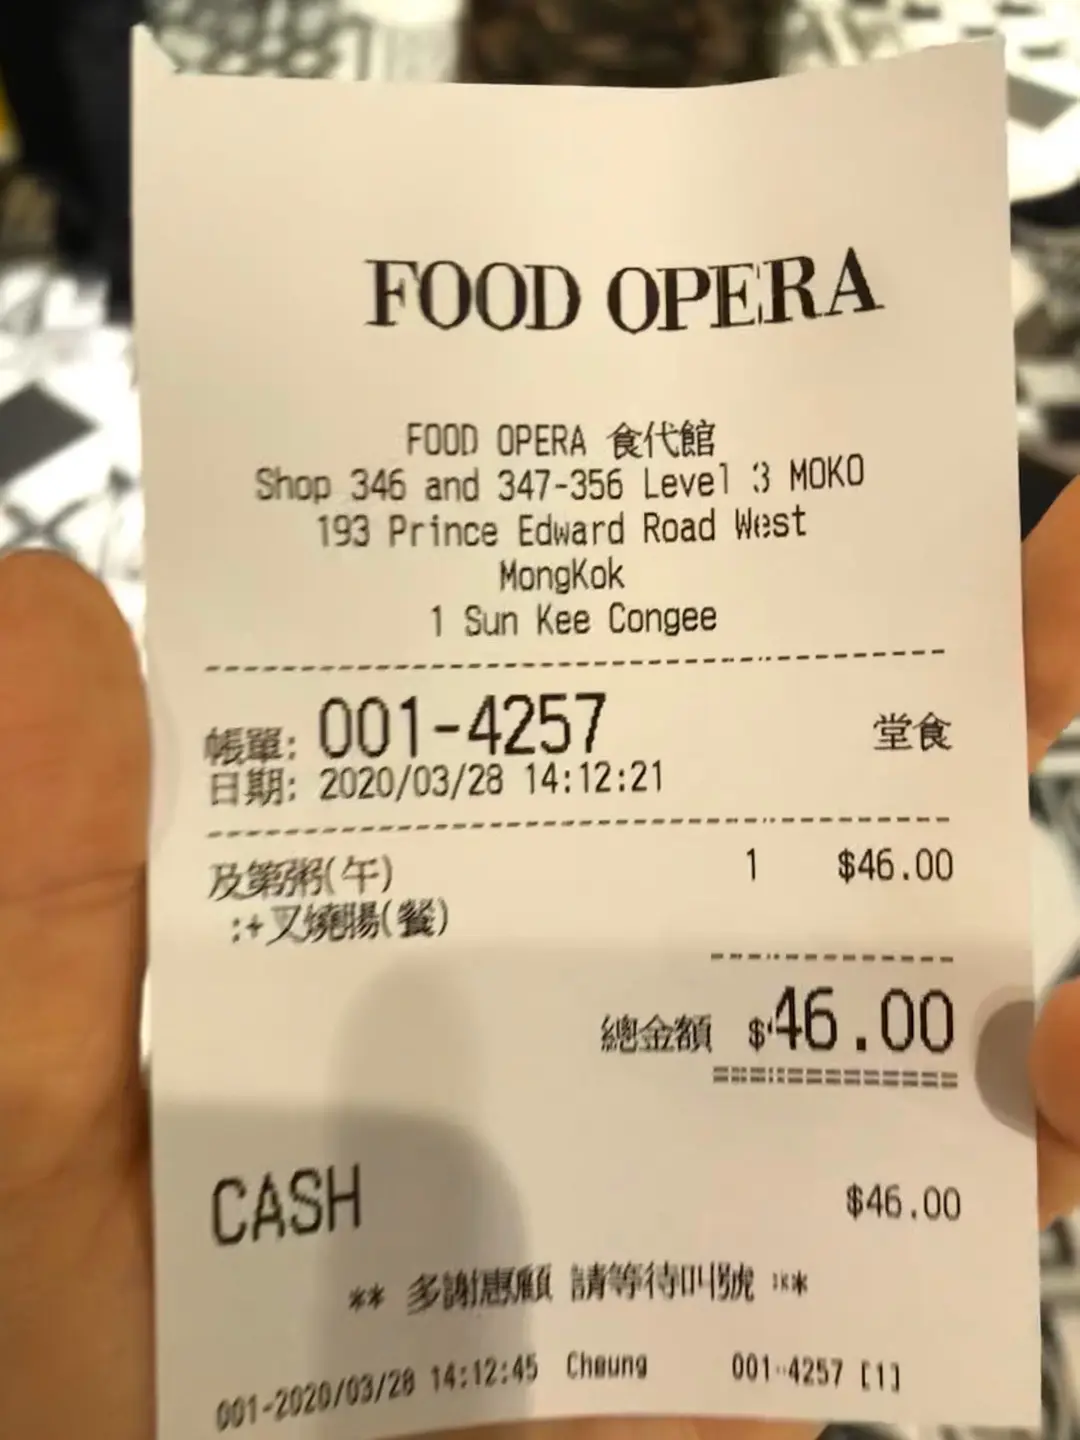 FOOD OPERA
FOOD OPERA 食代館
Shop 346 and 347-356 Level 3 MOKO
193 Prince Edward Road West
MongKok
1 Sun Kee Congee
帳單: 001-4257 堂食
日期: 2020/03/28 14:12:21
及第粥(午) 1 $46.00
:+叉燒腸(餐)
總金額 $46.00
CASH $46.00
** 多謝惠顧 請等待叫號 **
001-2020/03/28 14:12:45 Cheung 001-4257 [1]